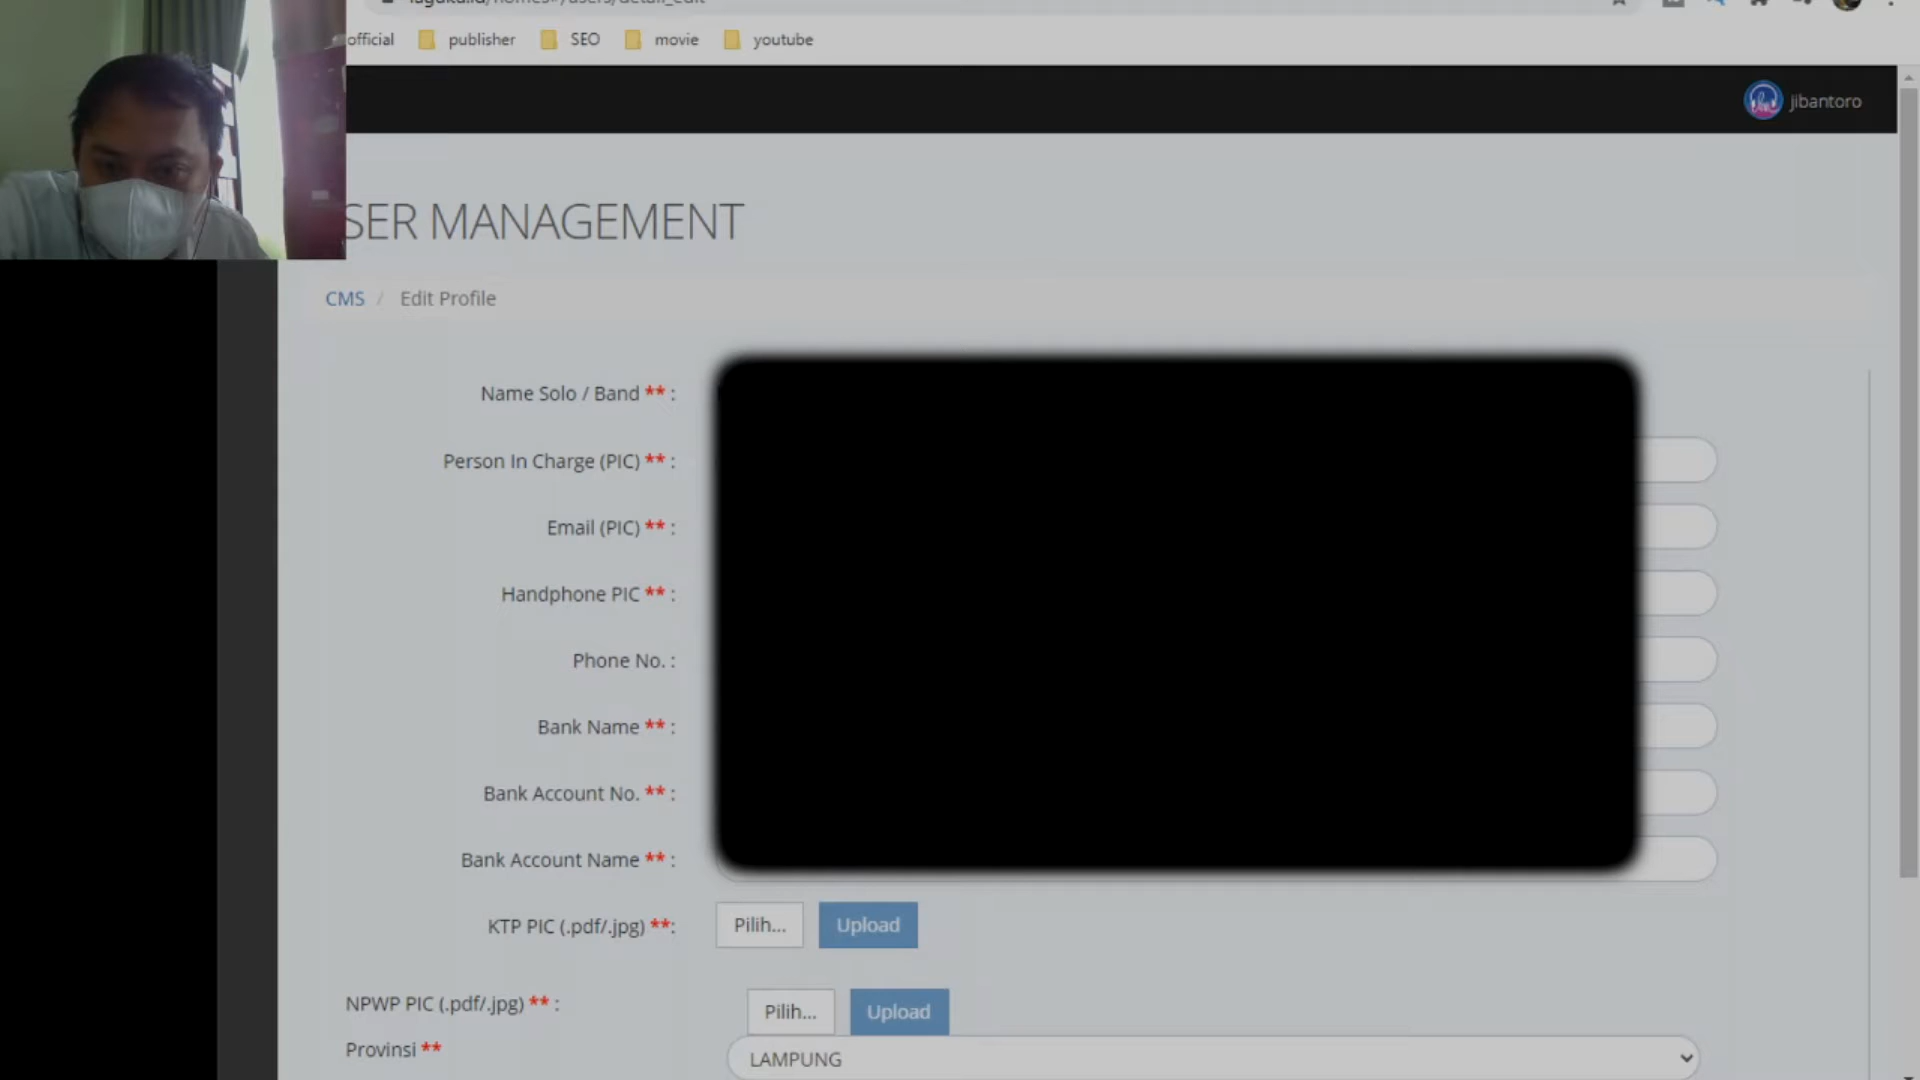 official publisher SEO movie youtube
jibantoro
SER MANAGEMENT
CMS / Edit Profile
Name Solo / Band ** :
Person In Charge (PIC) ** :
Email (PIC) ** :
Handphone PIC ** :
Phone No. :
Bank Name ** :
Bank Account No. ** :
Bank Account Name ** :
KTP PIC (.pdf/.jpg) **: Pilih... Upload
NPWP PIC (.pdf/.jpg) ** : Pilih... Upload
Provinsi ** LAMPUNG